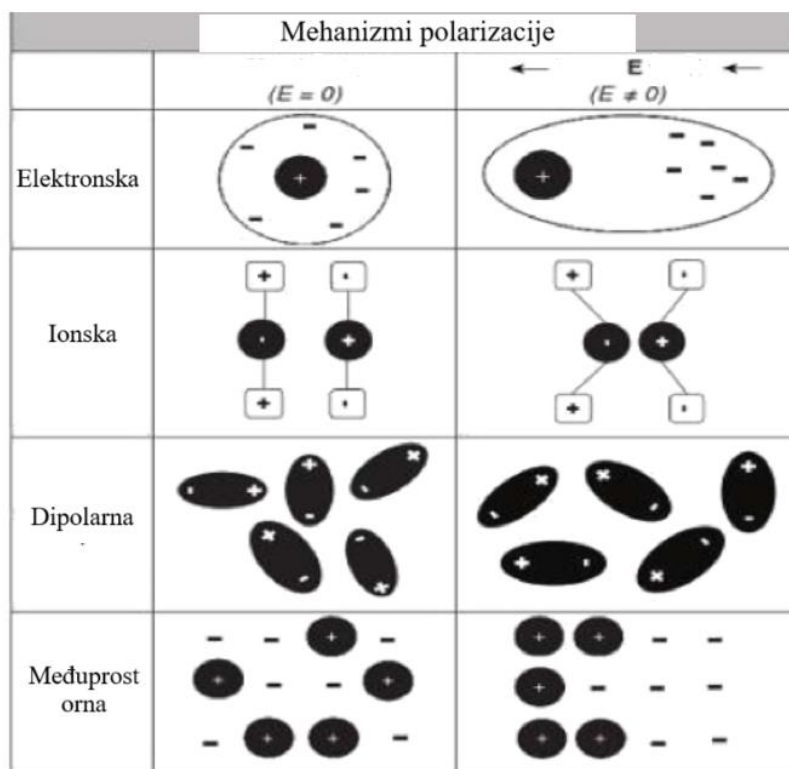 Mehanizmi polarizacije
← E ←
(E = 0)
(E ≠ 0)
Elektronska
Ionska
Dipolarna
Međuprost
orna